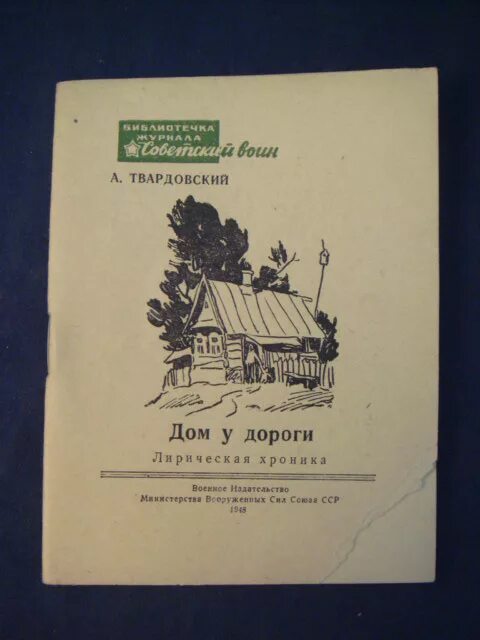 БИБЛИОТЕЧКА
ЖУРНАЛА
Советский воин
А. ТВАРДОВСКИЙ
Дом у дороги
Лирическая хроника
Военное Издательство
Министерства Вооруженных Сил Союза ССР
1948